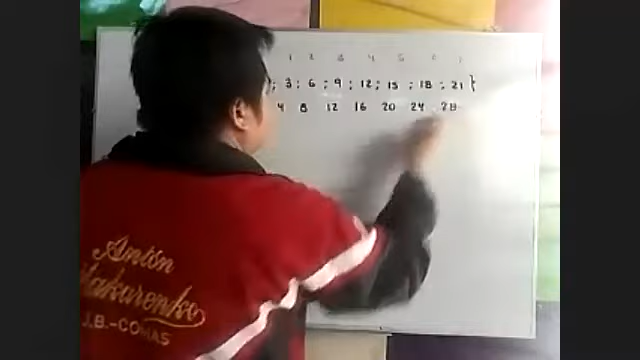 1 2 3 4 5 6 7
; 3 ; 6 ; 9 ; 12 ; 15 ; 18 ; 21 }
4 8 12 16 20 24 28
Anton
Makarenko
J.B.-COMAS